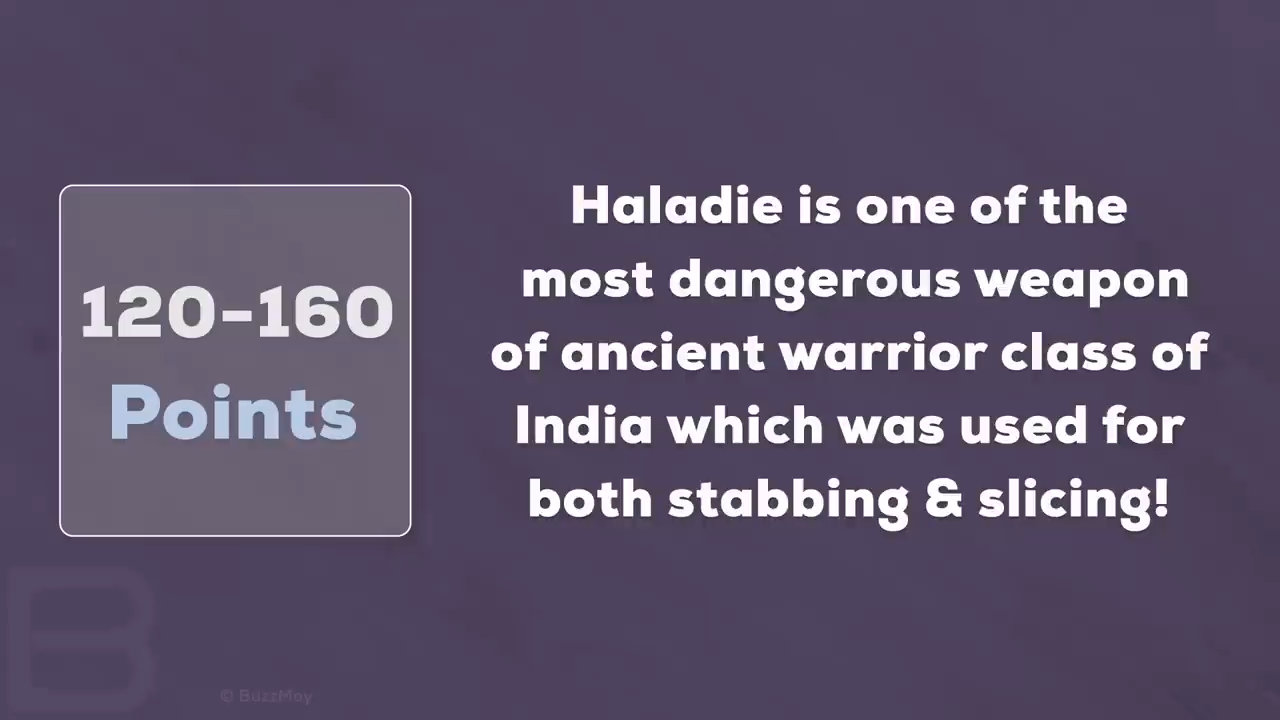 120-160
Points
Haladie is one of the
most dangerous weapon
of ancient warrior class of
India which was used for
both stabbing & slicing!
B
© BuzzMoy